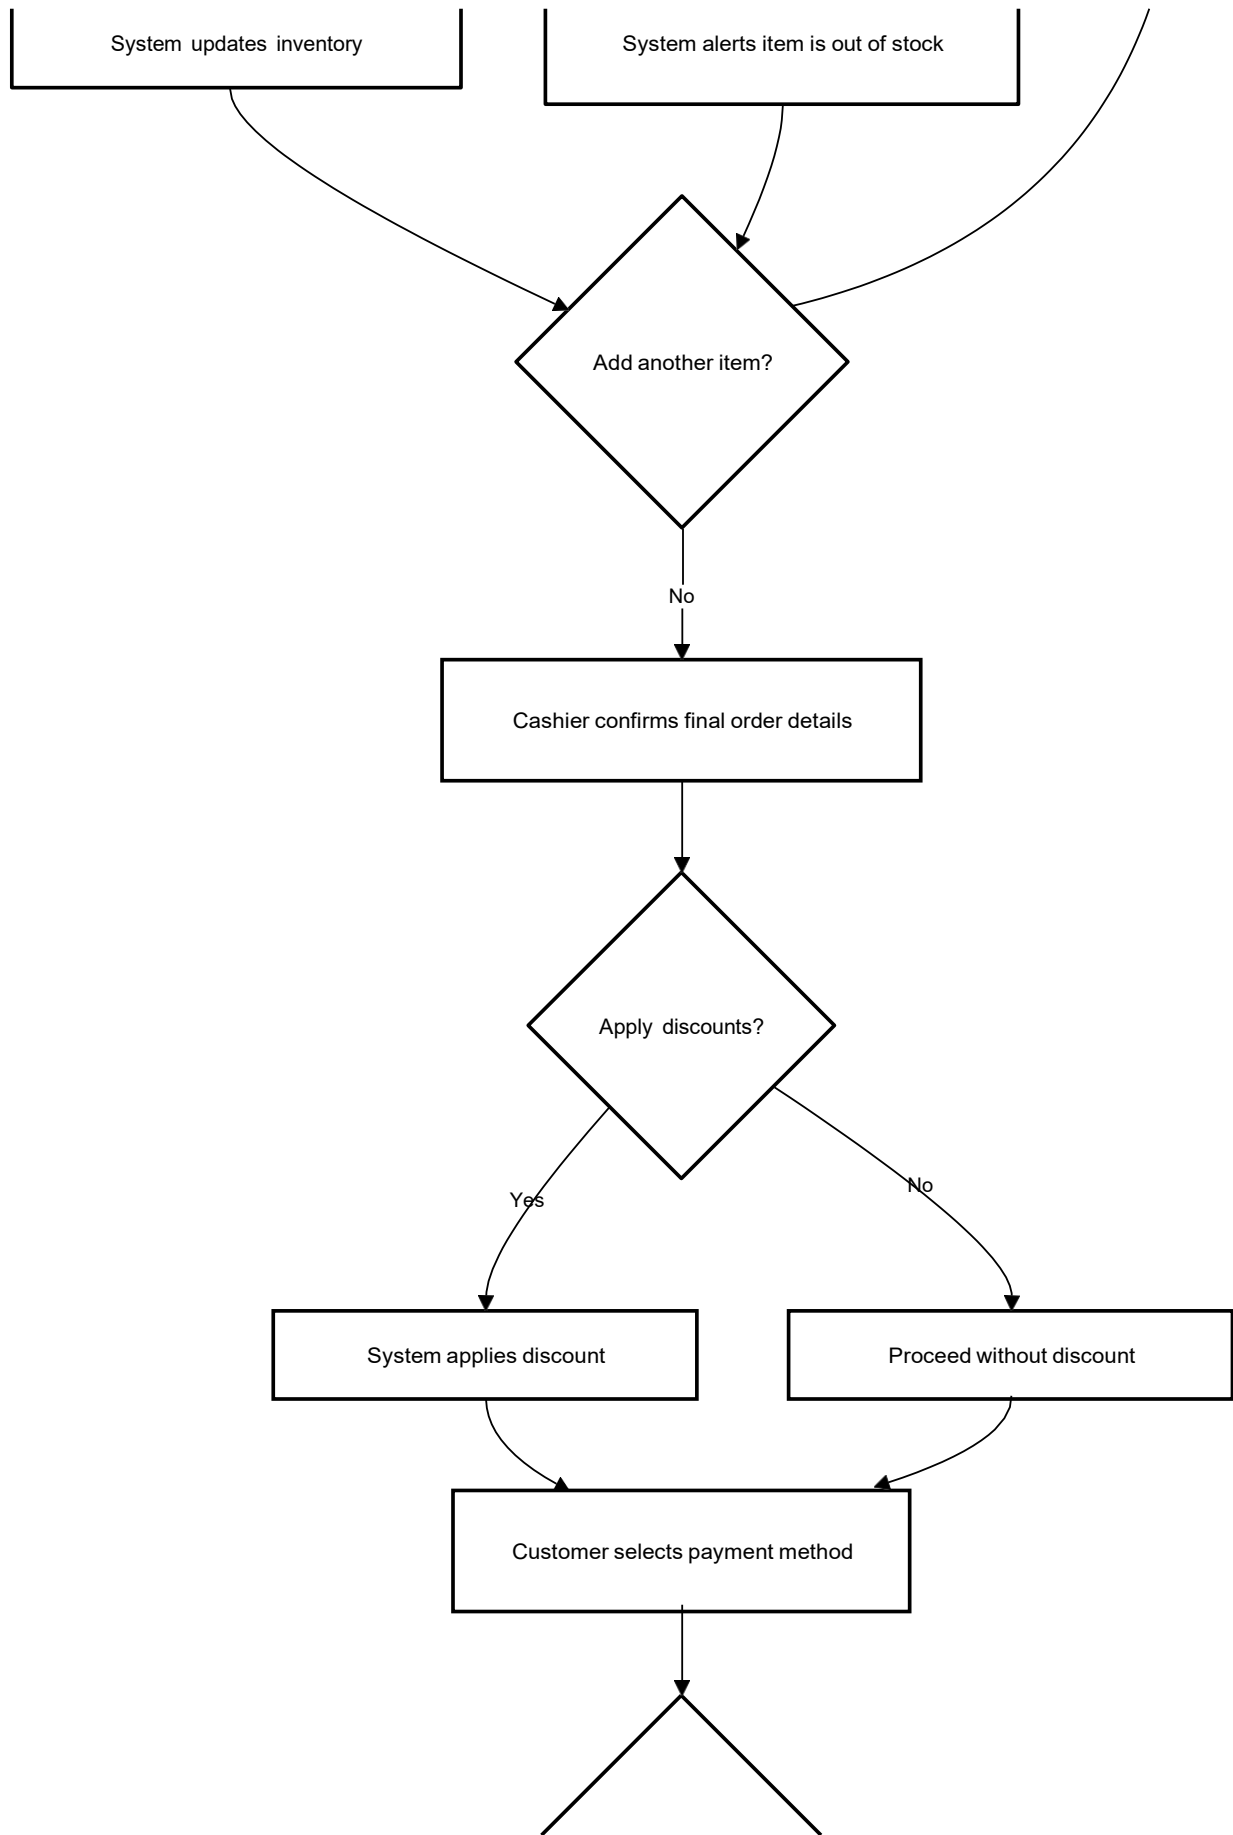 System updates inventory
System alerts item is out of stock
Add another item?
No
Cashier confirms final order details
Apply discounts?
Yes
No
System applies discount
Proceed without discount
Customer selects payment method